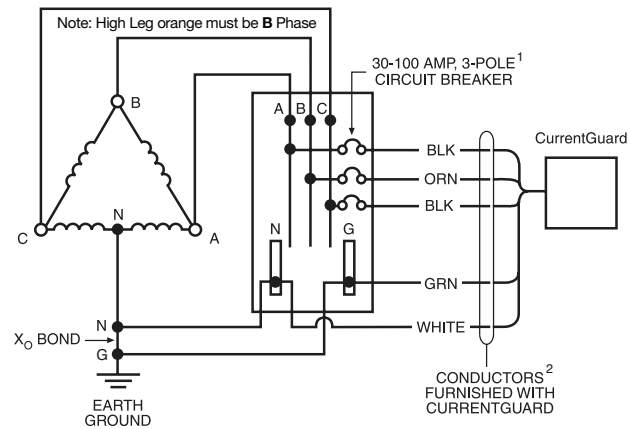 Note: High Leg orange must be B Phase
30-100 AMP, 3-POLE1
CIRCUIT BREAKER
B
A B C
CurrentGuard
BLK
ORN
BLK
N
C
A
N
G
GRN
N
WHITE
XO BOND
G
EARTH
GROUND
CONDUCTORS2
FURNISHED WITH
CURRENTGUARD